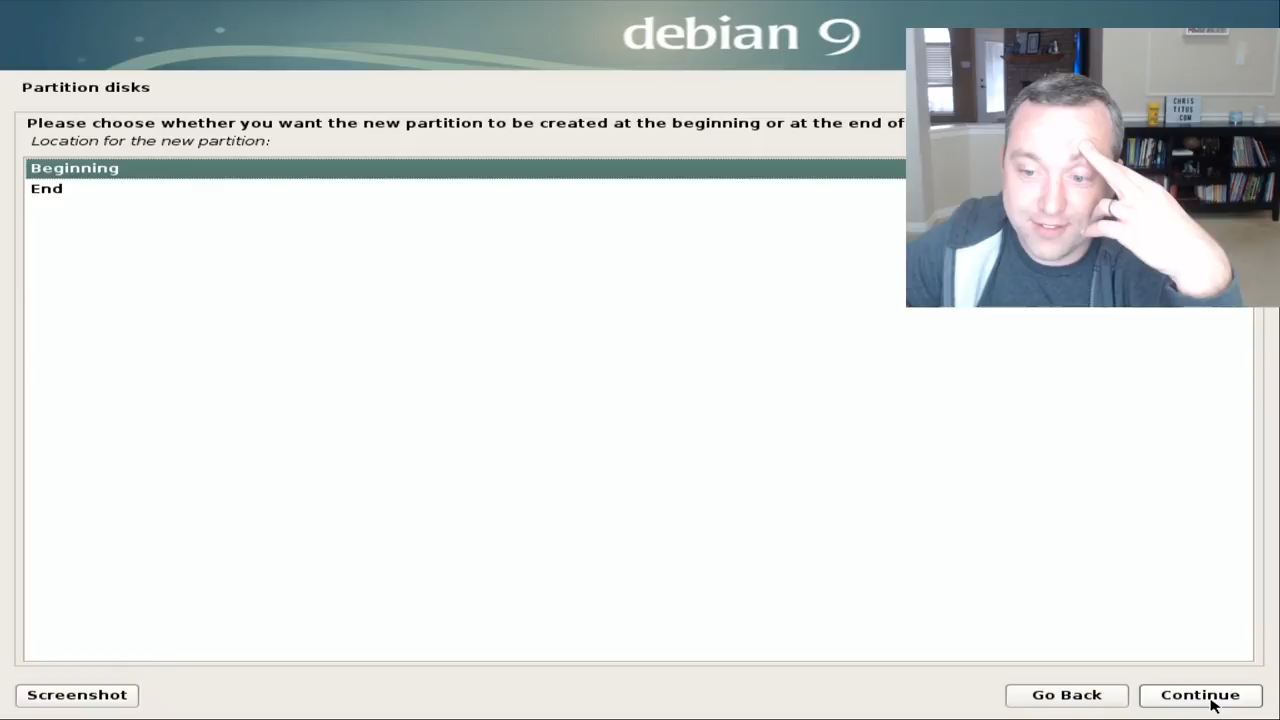 debian 9
Partition disks
Please choose whether you want the new partition to be created at the beginning or at the end of
Location for the new partition:
Beginning
End
CHRIS
TITUS
.COM
Screenshot
Go Back
Continue